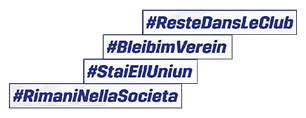 #ResteDansLeClub
#BleibimVerein
#StaiEllUniun
#RimaniNellaSocieta